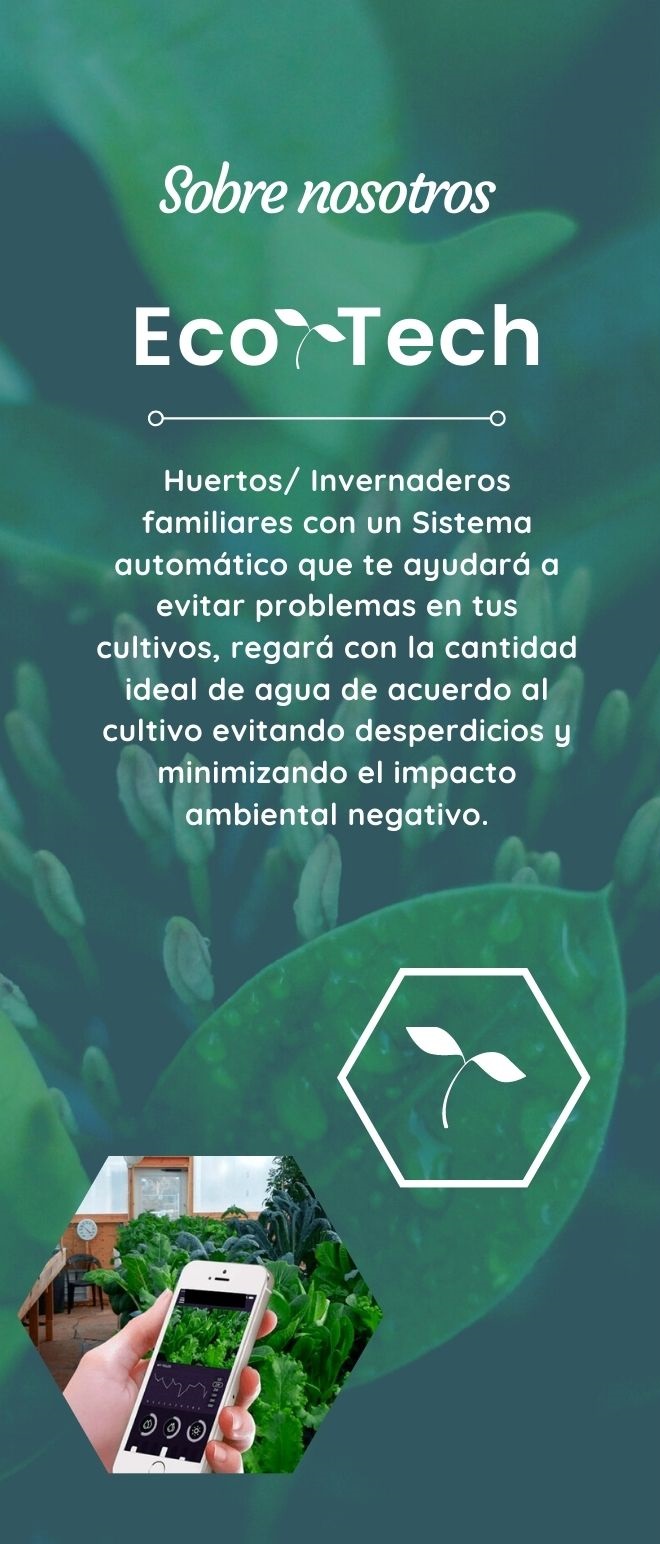 Sobre nosotros
Eco Tech
Huertos/ Invernaderos
familiares con un Sistema
automático que te ayudará a
evitar problemas en tus
cultivos, regará con la cantidad
ideal de agua de acuerdo al
cultivo evitando desperdicios y
minimizando el impacto
ambiental negativo.